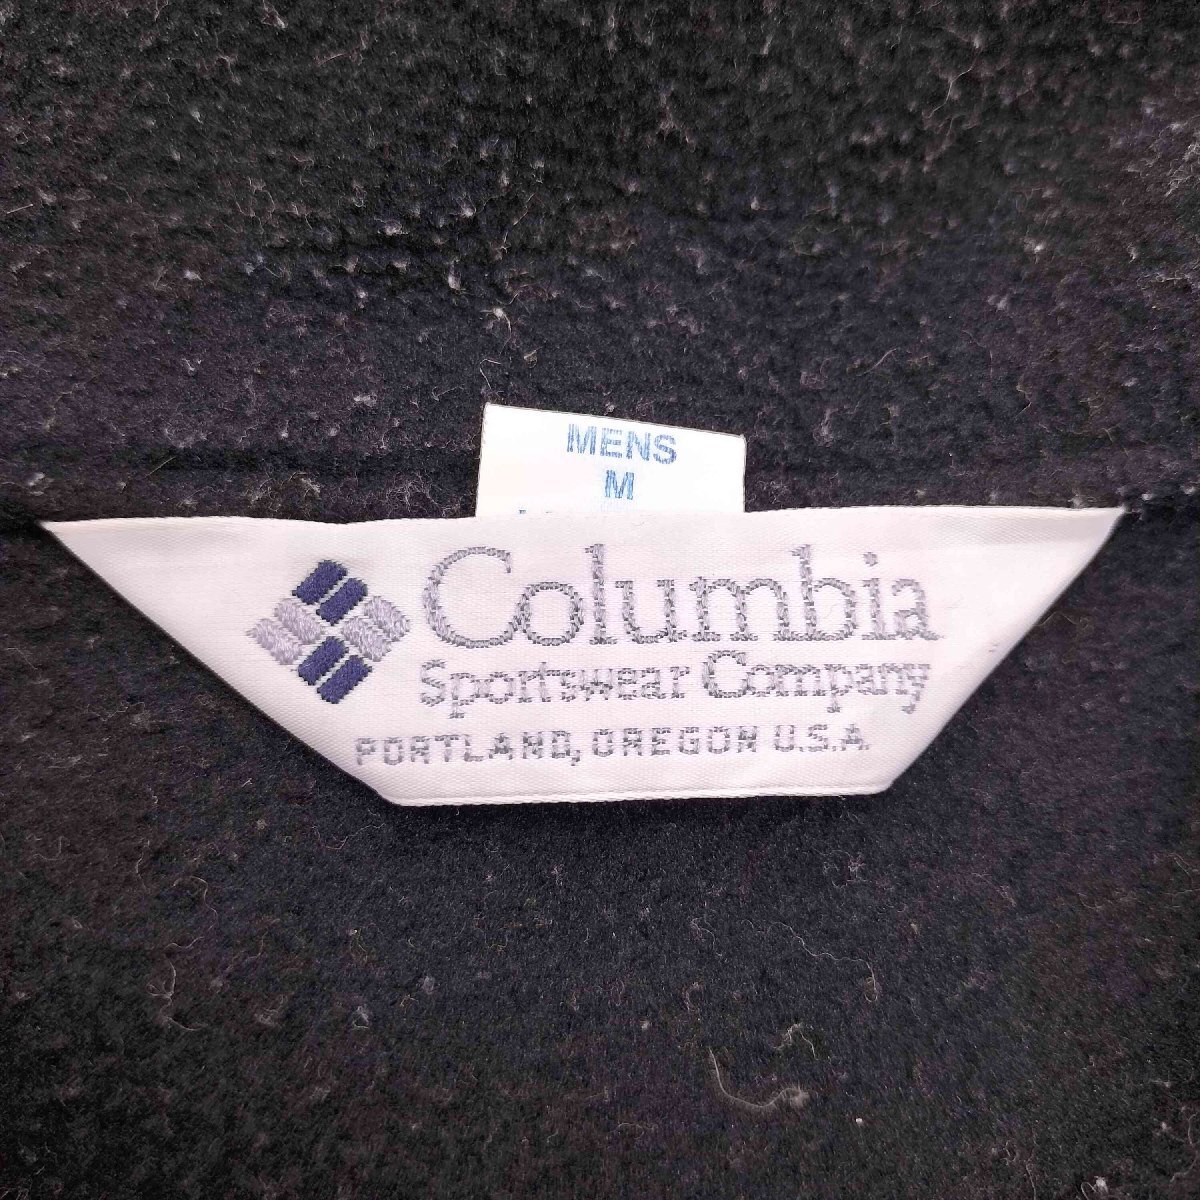 MENS
M
Columbia
Sportswear Company
PORTLAND, OREGON U.S.A.